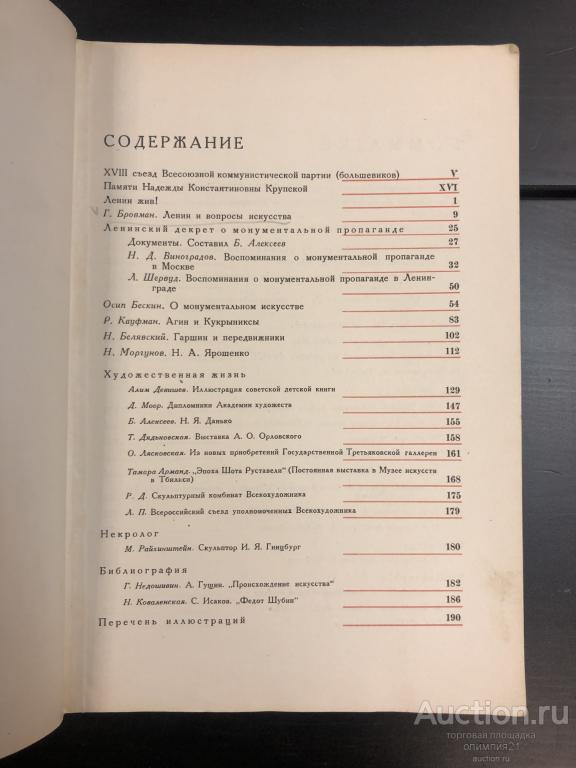 СОДЕРЖАНИЕ
XVIII съезд Всесоюзной коммунистической партии (большевиков) V
Памяти Надежды Константиновны Крупской XVI
Ленин жив! 1
Г. Бровман. Ленин и вопросы искусства 9
Ленинский декрет о монументальной пропаганде 25
Документы. Составил Б. Алексеев 27
Н. Д. Виноградов. Воспоминания о монументальной пропаганде
в Москве 32
Л. Шервуд. Воспоминания о монументальной пропаганде в Ленин-
граде 50
Осип Бескин. О монументальном искусстве 54
Р. Кауфман. Агин и Кукрыниксы 83
Н. Белявский. Гаршин и передвижники 102
Н. Моргунов. Н. А. Ярошенко 112
Художественная жизнь
Алим Девишев. Иллюстрация советской детской книги 129
Д. Моор. Дипломники Академии художеств 147
Б. Алексеев. Н. Я. Данько 155
Т. Дядьковская. Выставка А. О. Орловского 158
О. Лясковская. Из новых приобретений Государственной Третьяковской галлереи 161
Тамара Арманд. „Эпоха Шота Руставели“ (Постоянная выставка в Музее искусств
в Тбилиси) 168
Р. Д. Скульптурный комбинат Всекохудожника 175
Л. П. Всероссийский съезд уполномоченных Всекохудожника 179
Некролог
М. Райхинштейн. Скульптор И. Я. Гинцбург 180
Библиография
Г. Недошивин. А. Гущин. „Происхождение искусства“ 182
Н. Коваленская. С. Исаков. „Федот Шубин“ 186
Перечень иллюстраций 190
Auction.ru
торговая площадка
олимпия21
auction.ru